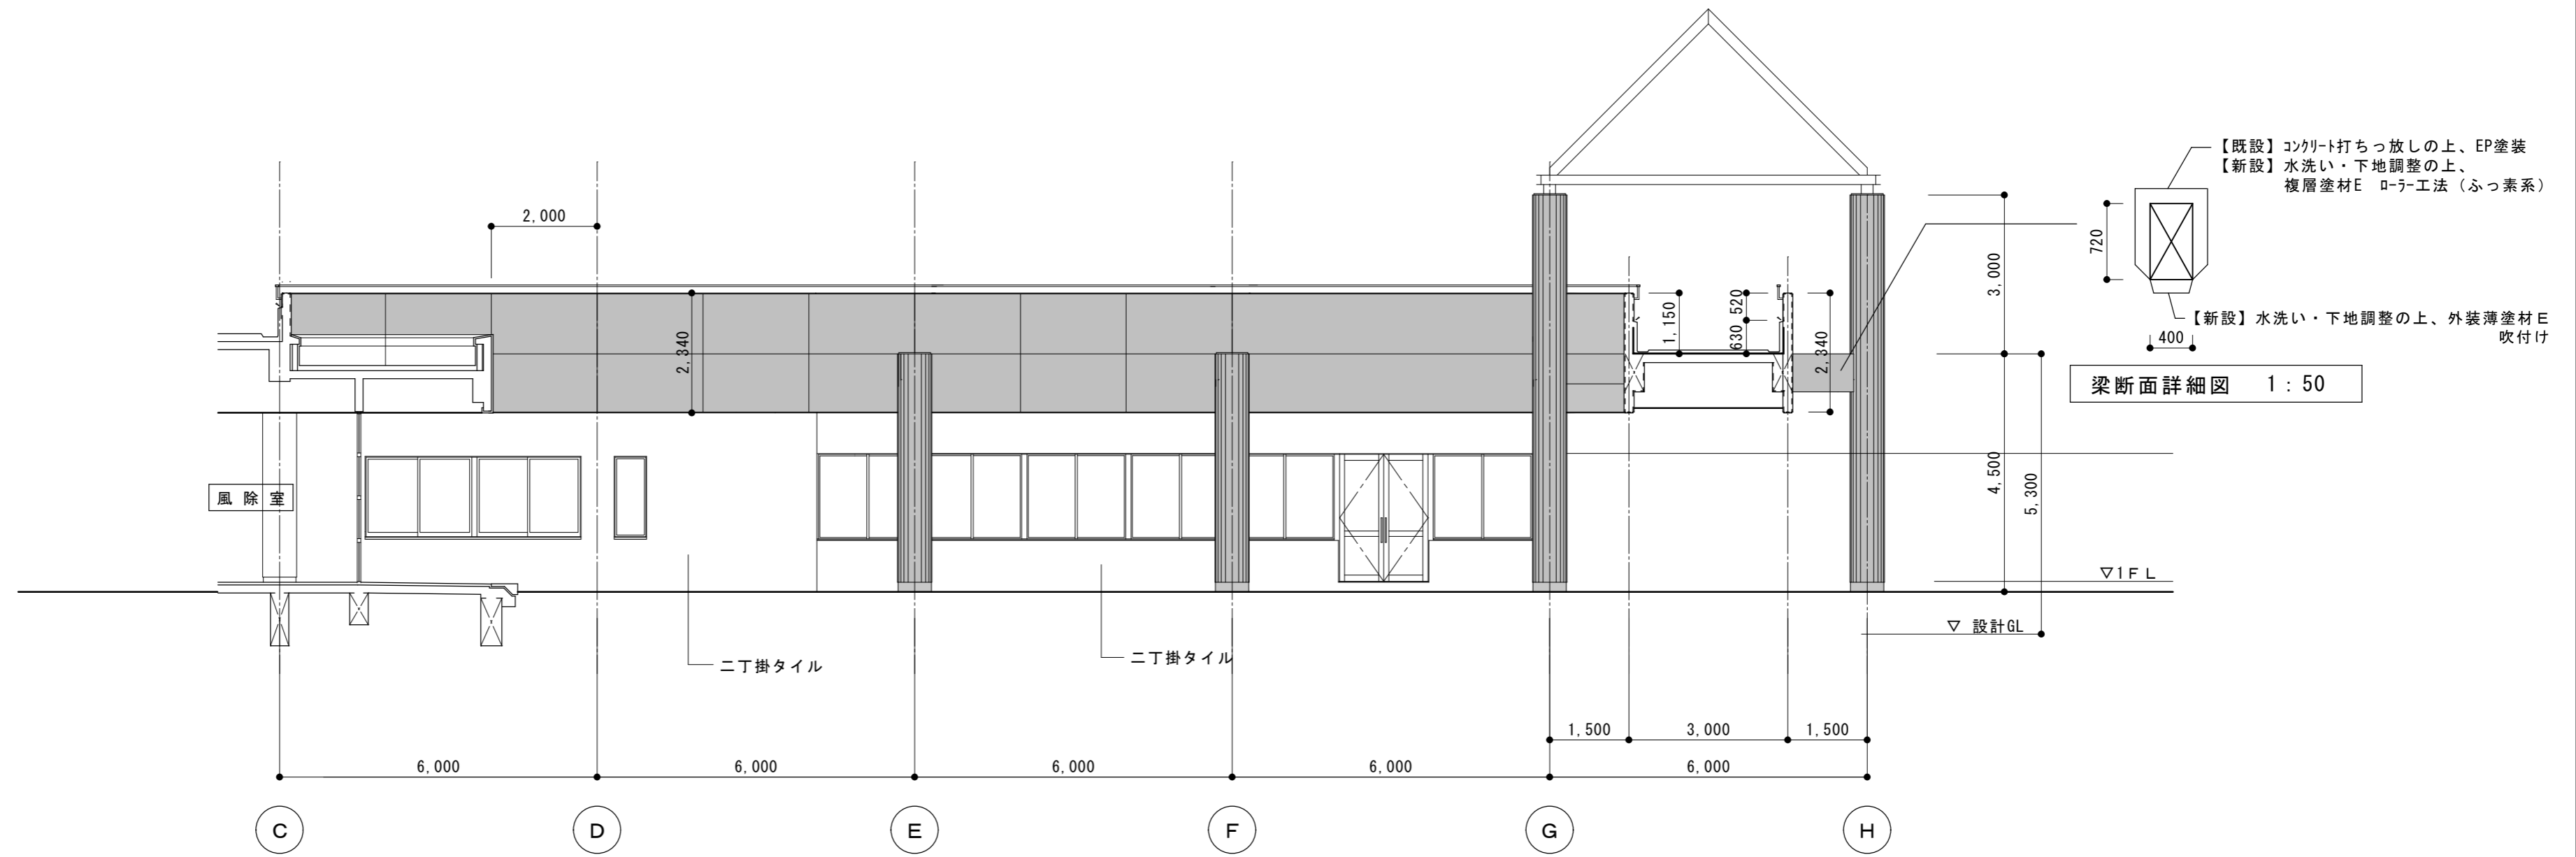 【既設】コンクリート打ちっ放しの上、EP塗装
【新設】水洗い・下地調整の上、
複層塗材E ローラー工法（ふっ素系）
2,000
720
3,000
【新設】水洗い・下地調整の上、外装薄塗材E
吹付け
400
梁断面詳細図 1:50
2,340
1,150
520
630
2,340
風除室
4,500
5,300
▽1FL
▽ 設計GL
二丁掛タイル
二丁掛タイル
1,500
3,000
1,500
6,000
6,000
6,000
6,000
6,000
C
D
E
F
G
H